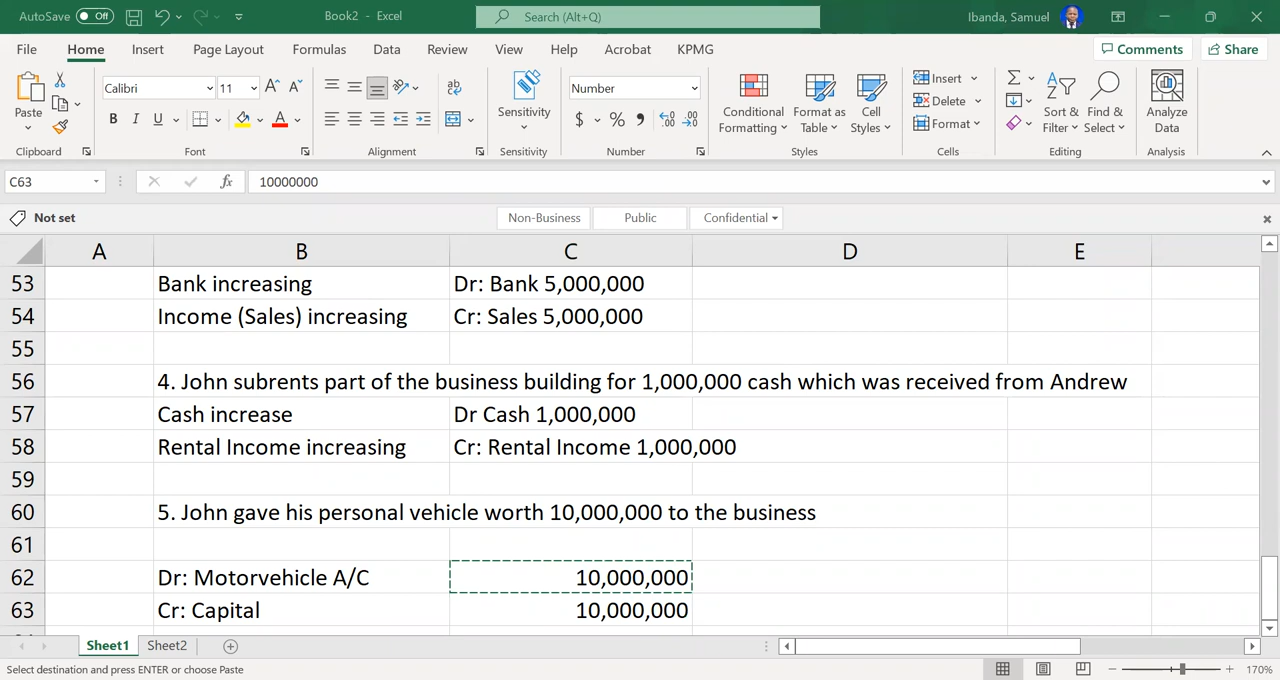 AutoSave Off Book2 - Excel Search (Alt+Q) Ibanda, Samuel
File Home Insert Page Layout Formulas Data Review View Help Acrobat KPMG Comments Share
Calibri 11 Number Insert
Paste Sensitivity Conditional Formatting Format as Table Cell Styles Delete Sort & Filter Find & Select Analyze Data
B I U $ % Format
Clipboard Font Alignment Sensitivity Number Styles Cells Editing Analysis
C63 fx 10000000
Not set Non-Business Public Confidential
A B C D E
53 Bank increasing Dr: Bank 5,000,000
54 Income (Sales) increasing Cr: Sales 5,000,000
55
56 4. John subrents part of the business building for 1,000,000 cash which was received from Andrew
57 Cash increase Dr Cash 1,000,000
58 Rental Income increasing Cr: Rental Income 1,000,000
59
60 5. John gave his personal vehicle worth 10,000,000 to the business
61
62 Dr: Motorvehicle A/C 10,000,000
63 Cr: Capital 10,000,000
Sheet1 Sheet2
Select destination and press ENTER or choose Paste 170%